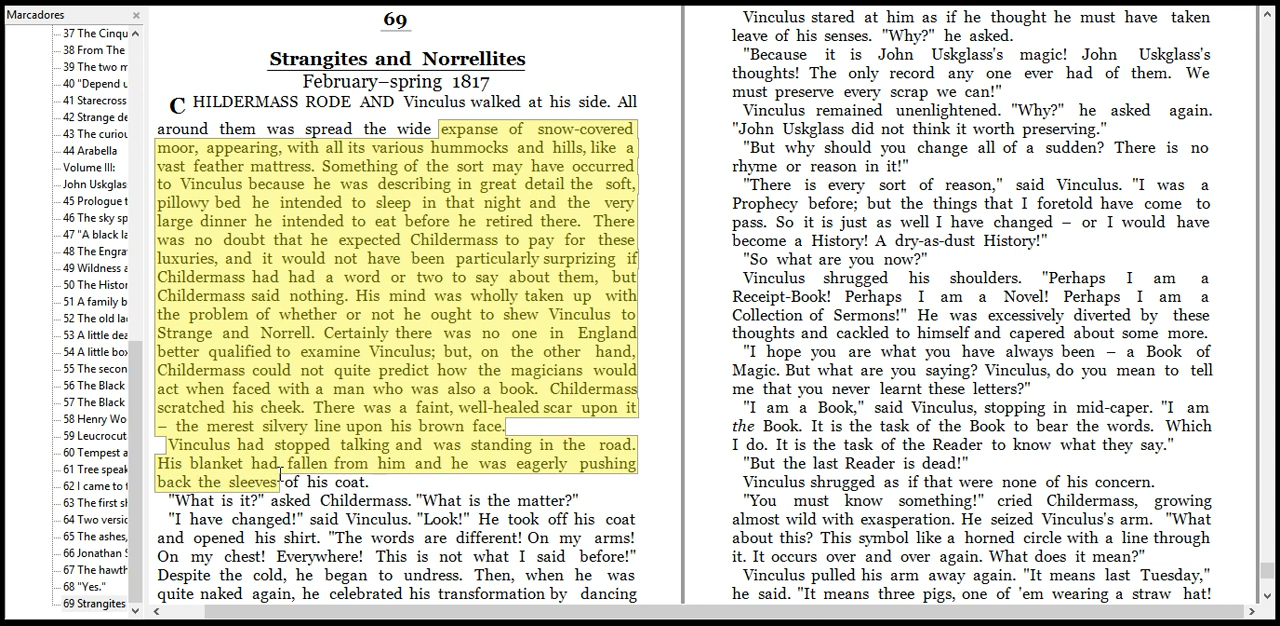 Marcadores ×
37 The Cinqu
38 From The
39 The two m
40 "Depend u
41 Starecross
42 Strange de
43 The curiou
44 Arabella
Volume III:
John Uskglas
45 Prologue t
46 The sky sp
47 "A black la
48 The Engra
49 Wildness a
50 The Histor
51 A family b
52 The old la
53 A little dea
54 A little box
55 The secon
56 The Black
57 The Black
58 Henry Wo
59 Leucrocut
60 Tempest a
61 Tree speak
62 I came to t
63 The first sh
64 Two versio
65 The ashes,
66 Jonathan S
67 The hawth
68 "Yes."
69 Strangites
69
Strangites and Norrellites
February–spring 1817
C HILDERMASS RODE AND Vinculus walked at his side. All
around them was spread the wide expanse of snow-covered
moor, appearing, with all its various hummocks and hills, like a
vast feather mattress. Something of the sort may have occurred
to Vinculus because he was describing in great detail the soft,
pillowy bed he intended to sleep in that night and the very
large dinner he intended to eat before he retired there. There
was no doubt that he expected Childermass to pay for these
luxuries, and it would not have been particularly surprizing if
Childermass had had a word or two to say about them, but
Childermass said nothing. His mind was wholly taken up with
the problem of whether or not he ought to shew Vinculus to
Strange and Norrell. Certainly there was no one in England
better qualified to examine Vinculus; but, on the other hand,
Childermass could not quite predict how the magicians would
act when faced with a man who was also a book. Childermass
scratched his cheek. There was a faint, well-healed scar upon it
– the merest silvery line upon his brown face.
Vinculus had stopped talking and was standing in the road.
His blanket had fallen from him and he was eagerly pushing
back the sleeves of his coat.
"What is it?" asked Childermass. "What is the matter?"
"I have changed!" said Vinculus. "Look!" He took off his coat
and opened his shirt. "The words are different! On my arms!
On my chest! Everywhere! This is not what I said before!"
Despite the cold, he began to undress. Then, when he was
quite naked again, he celebrated his transformation by dancing
Vinculus stared at him as if he thought he must have taken
leave of his senses. "Why?" he asked.
"Because it is John Uskglass's magic! John Uskglass's
thoughts! The only record any one ever had of them. We
must preserve every scrap we can!"
Vinculus remained unenlightened. "Why?" he asked again.
"John Uskglass did not think it worth preserving."
"But why should you change all of a sudden? There is no
rhyme or reason in it!"
"There is every sort of reason," said Vinculus. "I was a
Prophecy before; but the things that I foretold have come to
pass. So it is just as well I have changed – or I would have
become a History! A dry-as-dust History!"
"So what are you now?"
Vinculus shrugged his shoulders. "Perhaps I am a
Receipt-Book! Perhaps I am a Novel! Perhaps I am a
Collection of Sermons!" He was excessively diverted by these
thoughts and cackled to himself and capered about some more.
"I hope you are what you have always been – a Book of
Magic. But what are you saying? Vinculus, do you mean to tell
me that you never learnt these letters?"
"I am a Book," said Vinculus, stopping in mid-caper. "I am
the Book. It is the task of the Book to bear the words. Which
I do. It is the task of the Reader to know what they say."
"But the last Reader is dead!"
Vinculus shrugged as if that were none of his concern.
"You must know something!" cried Childermass, growing
almost wild with exasperation. He seized Vinculus's arm. "What
about this? This symbol like a horned circle with a line through
it. It occurs over and over again. What does it mean?"
Vinculus pulled his arm away again. "It means last Tuesday,"
he said. "It means three pigs, one of 'em wearing a straw hat!